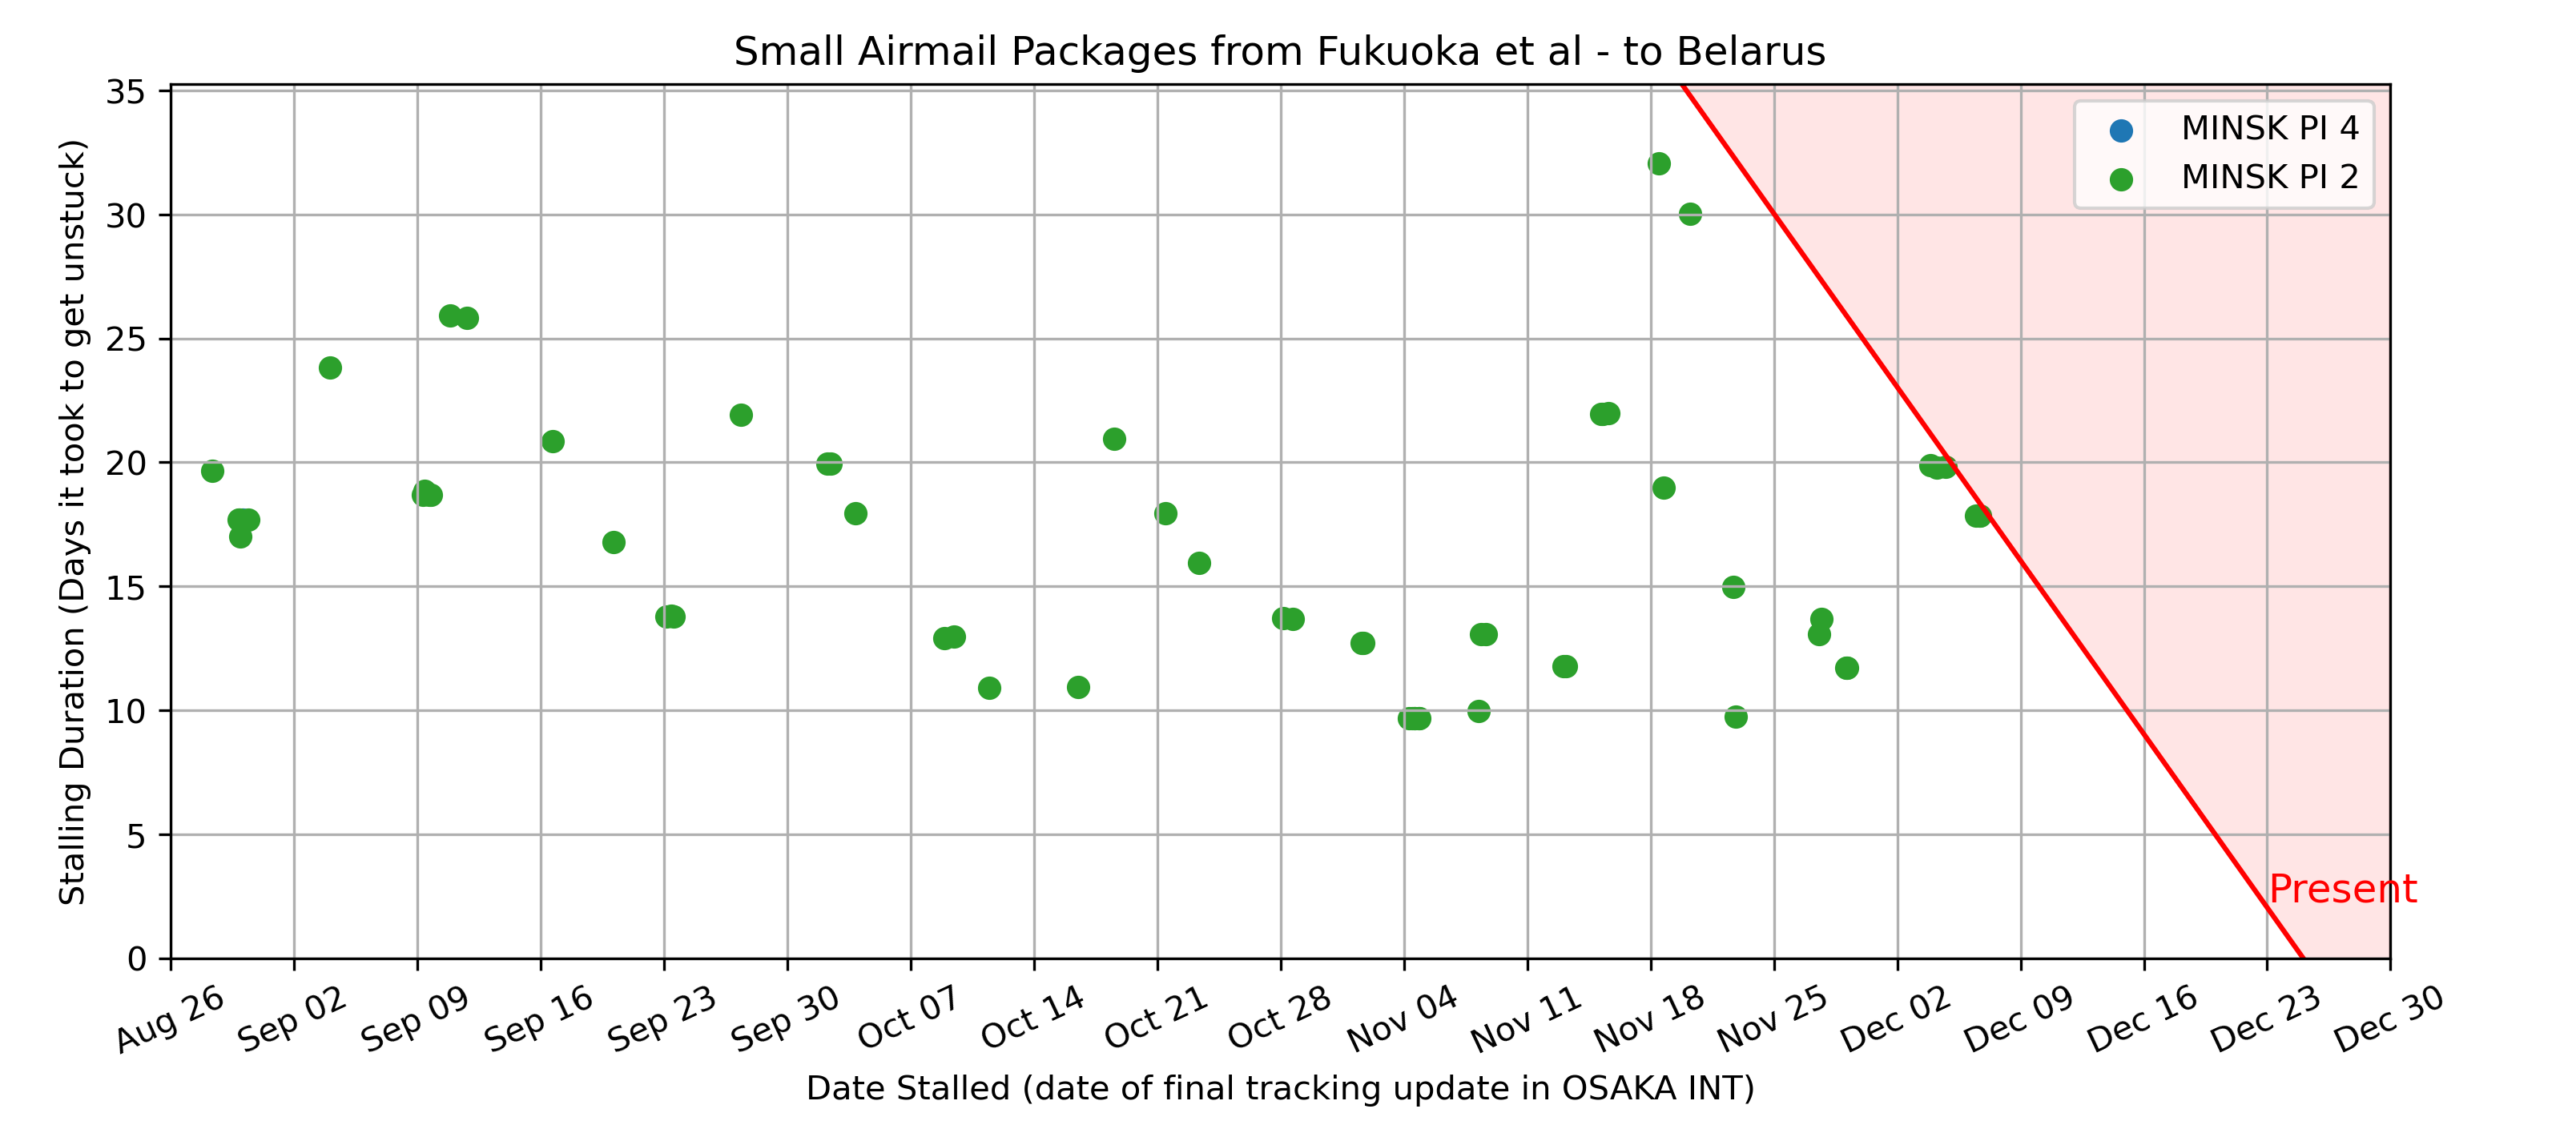 Small Airmail Packages from Fukuoka et al - to Belarus
Stalling Duration (Days it took to get unstuck)
35
30
25
20
15
10
5
0
MINSK PI 4
MINSK PI 2
Present
Aug 26
Sep 02
Sep 09
Sep 16
Sep 23
Sep 30
Oct 07
Oct 14
Oct 21
Oct 28
Nov 04
Nov 11
Nov 18
Nov 25
Dec 02
Dec 09
Dec 16
Dec 23
Dec 30
Date Stalled (date of final tracking update in OSAKA INT)